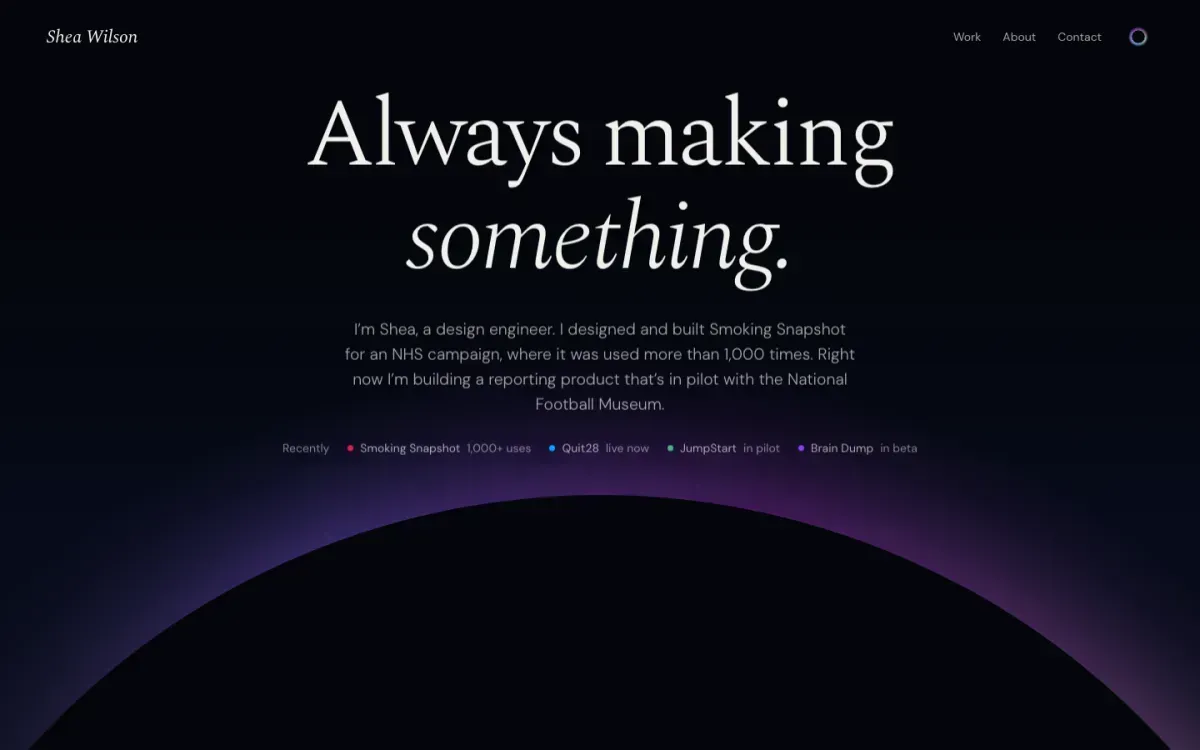 Shea Wilson
Work About Contact
Always making
something.
I’m Shea, a design engineer. I designed and built Smoking Snapshot
for an NHS campaign, where it was used more than 1,000 times. Right
now I’m building a reporting product that’s in pilot with the National
Football Museum.
Recently Smoking Snapshot 1,000+ uses Quit28 live now JumpStart in pilot Brain Dump in beta